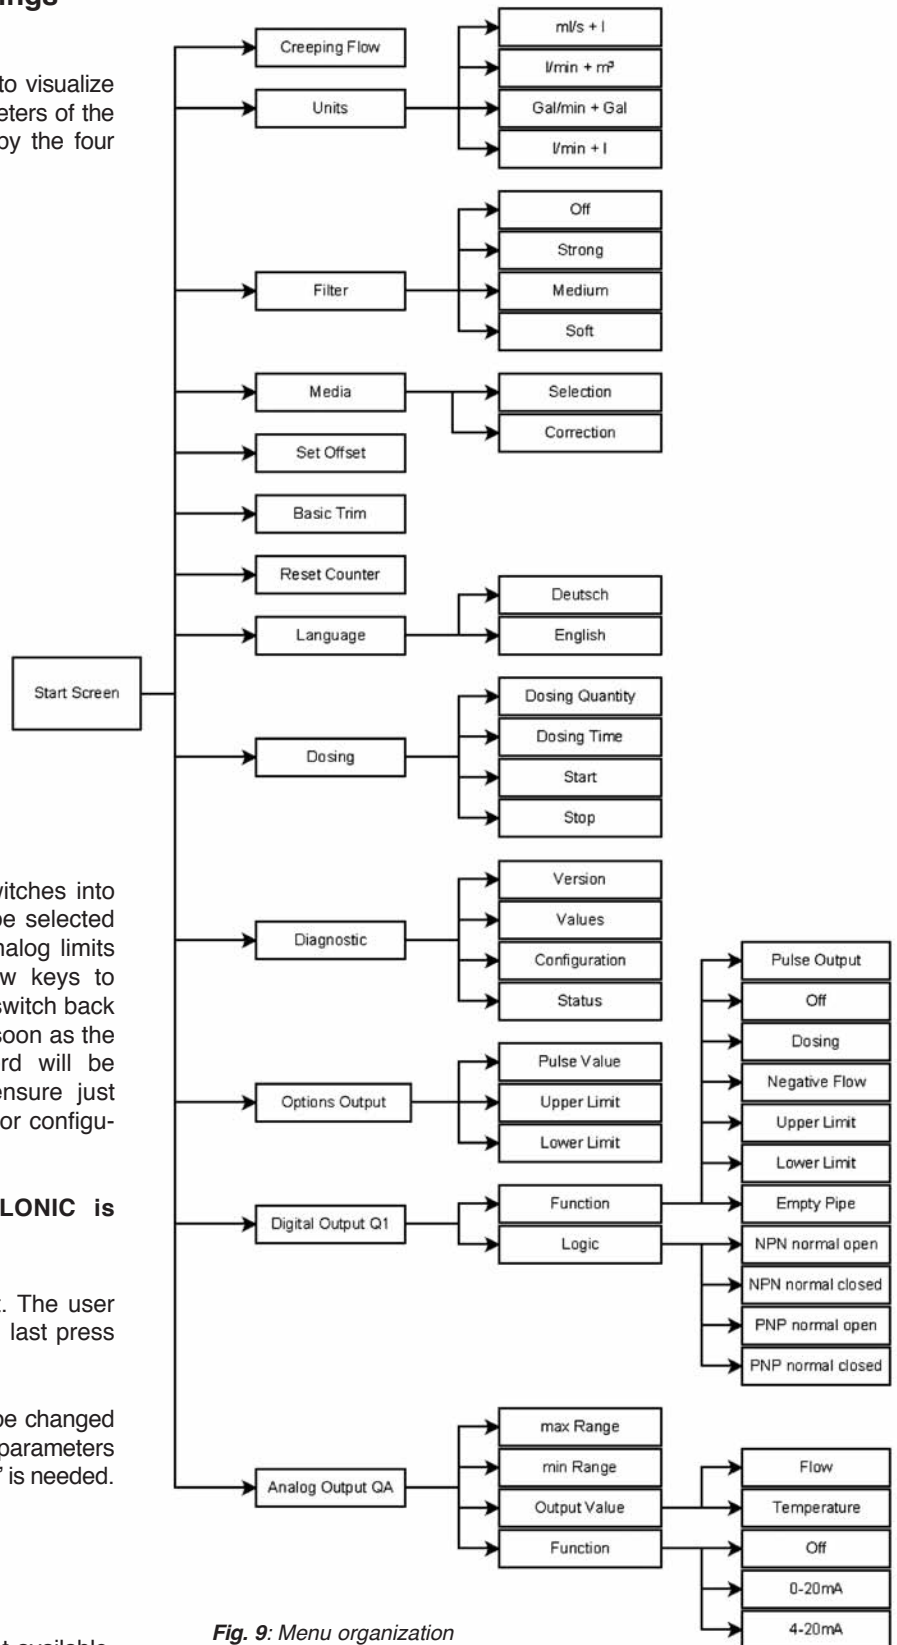 ings
to visualize
eters of the
by the four
vitches into
be selected
nalog limits
w keys to
switch back
soon as the
rd will be
ensure just
or configu-
LONIC is
. The user
last press
be changed
parameters
" is needed.
t available
Start Screen
Creeping Flow
Units
ml/s + l
l/min + m³
Gal/min + Gal
l/min + l
Filter
Off
Strong
Medium
Soft
Media
Selection
Correction
Set Offset
Basic Trim
Reset Counter
Language
Deutsch
English
Dosing
Dosing Quantity
Dosing Time
Start
Stop
Diagnostic
Version
Values
Configuration
Status
Options Output
Pulse Value
Upper Limit
Lower Limit
Digital Output Q1
Function
Pulse Output
Off
Dosing
Negative Flow
Upper Limit
Lower Limit
Empty Pipe
Logic
NPN normal open
NPN normal closed
PNP normal open
PNP normal closed
Analog Output QA
max Range
min Range
Output Value
Flow
Temperature
Function
Off
0-20mA
4-20mA
Fig. 9: Menu organization